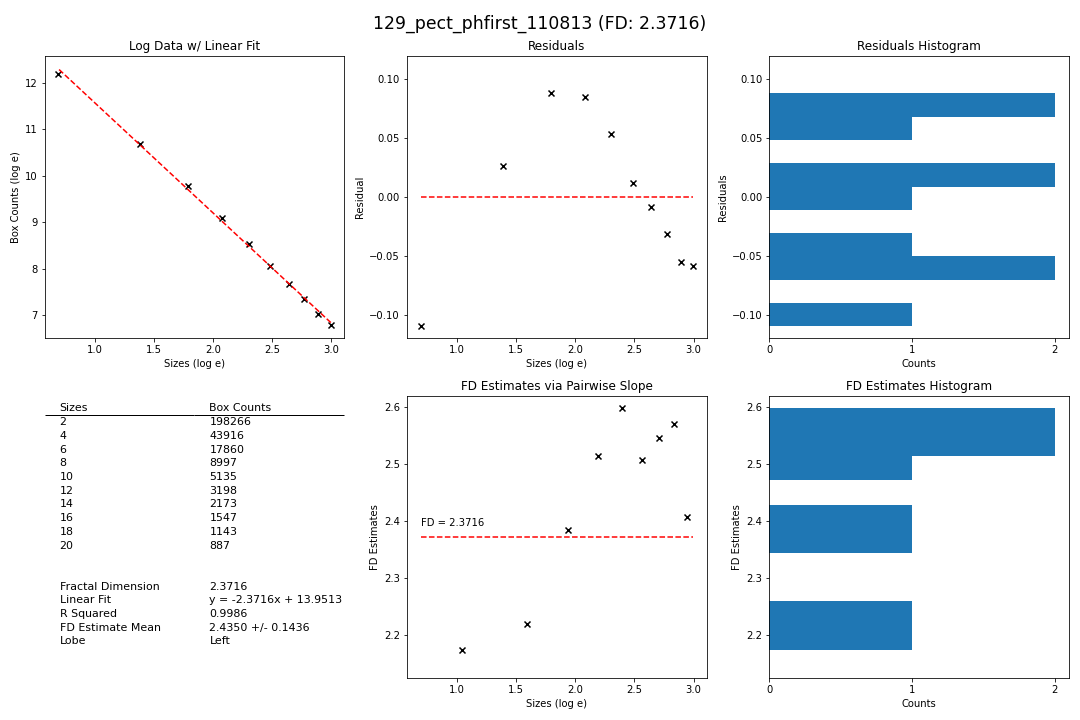 129_pect_phfirst_110813 (FD: 2.3716)
Log Data w/ Linear Fit
Box Counts (log e)
12
11
10
9
8
7
1.0 1.5 2.0 2.5 3.0
Sizes (log e)
Residuals
Residual
0.10
0.05
0.00
−0.05
−0.10
1.0 1.5 2.0 2.5 3.0
Sizes (log e)
Residuals Histogram
Residuals
0.10
0.05
0.00
−0.05
−0.10
0 1 2
Counts
Sizes Box Counts
2 198266
4 43916
6 17860
8 8997
10 5135
12 3198
14 2173
16 1547
18 1143
20 887
Fractal Dimension 2.3716
Linear Fit y = -2.3716x + 13.9513
R Squared 0.9986
FD Estimate Mean 2.4350 +/- 0.1436
Lobe Left
FD Estimates via Pairwise Slope
FD Estimates
2.6
2.5
2.4
2.3
2.2
FD = 2.3716
1.0 1.5 2.0 2.5 3.0
Sizes (log e)
FD Estimates Histogram
FD Estimates
2.6
2.5
2.4
2.3
2.2
0 1 2
Counts